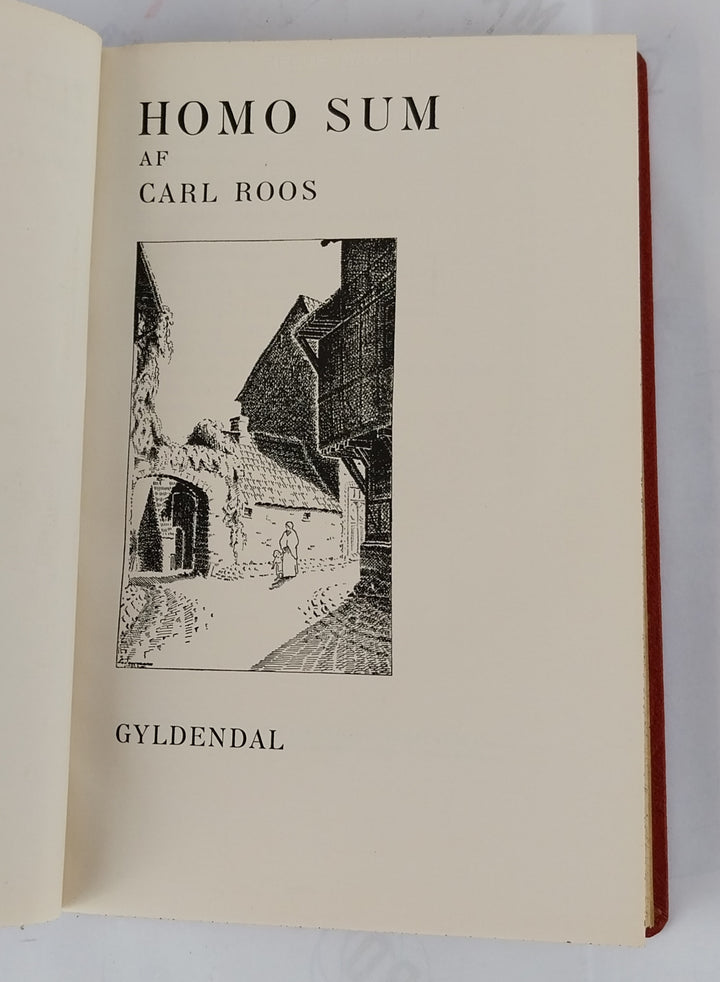 HOMO SUM
AF
CARL ROOS
GYLDENDAL